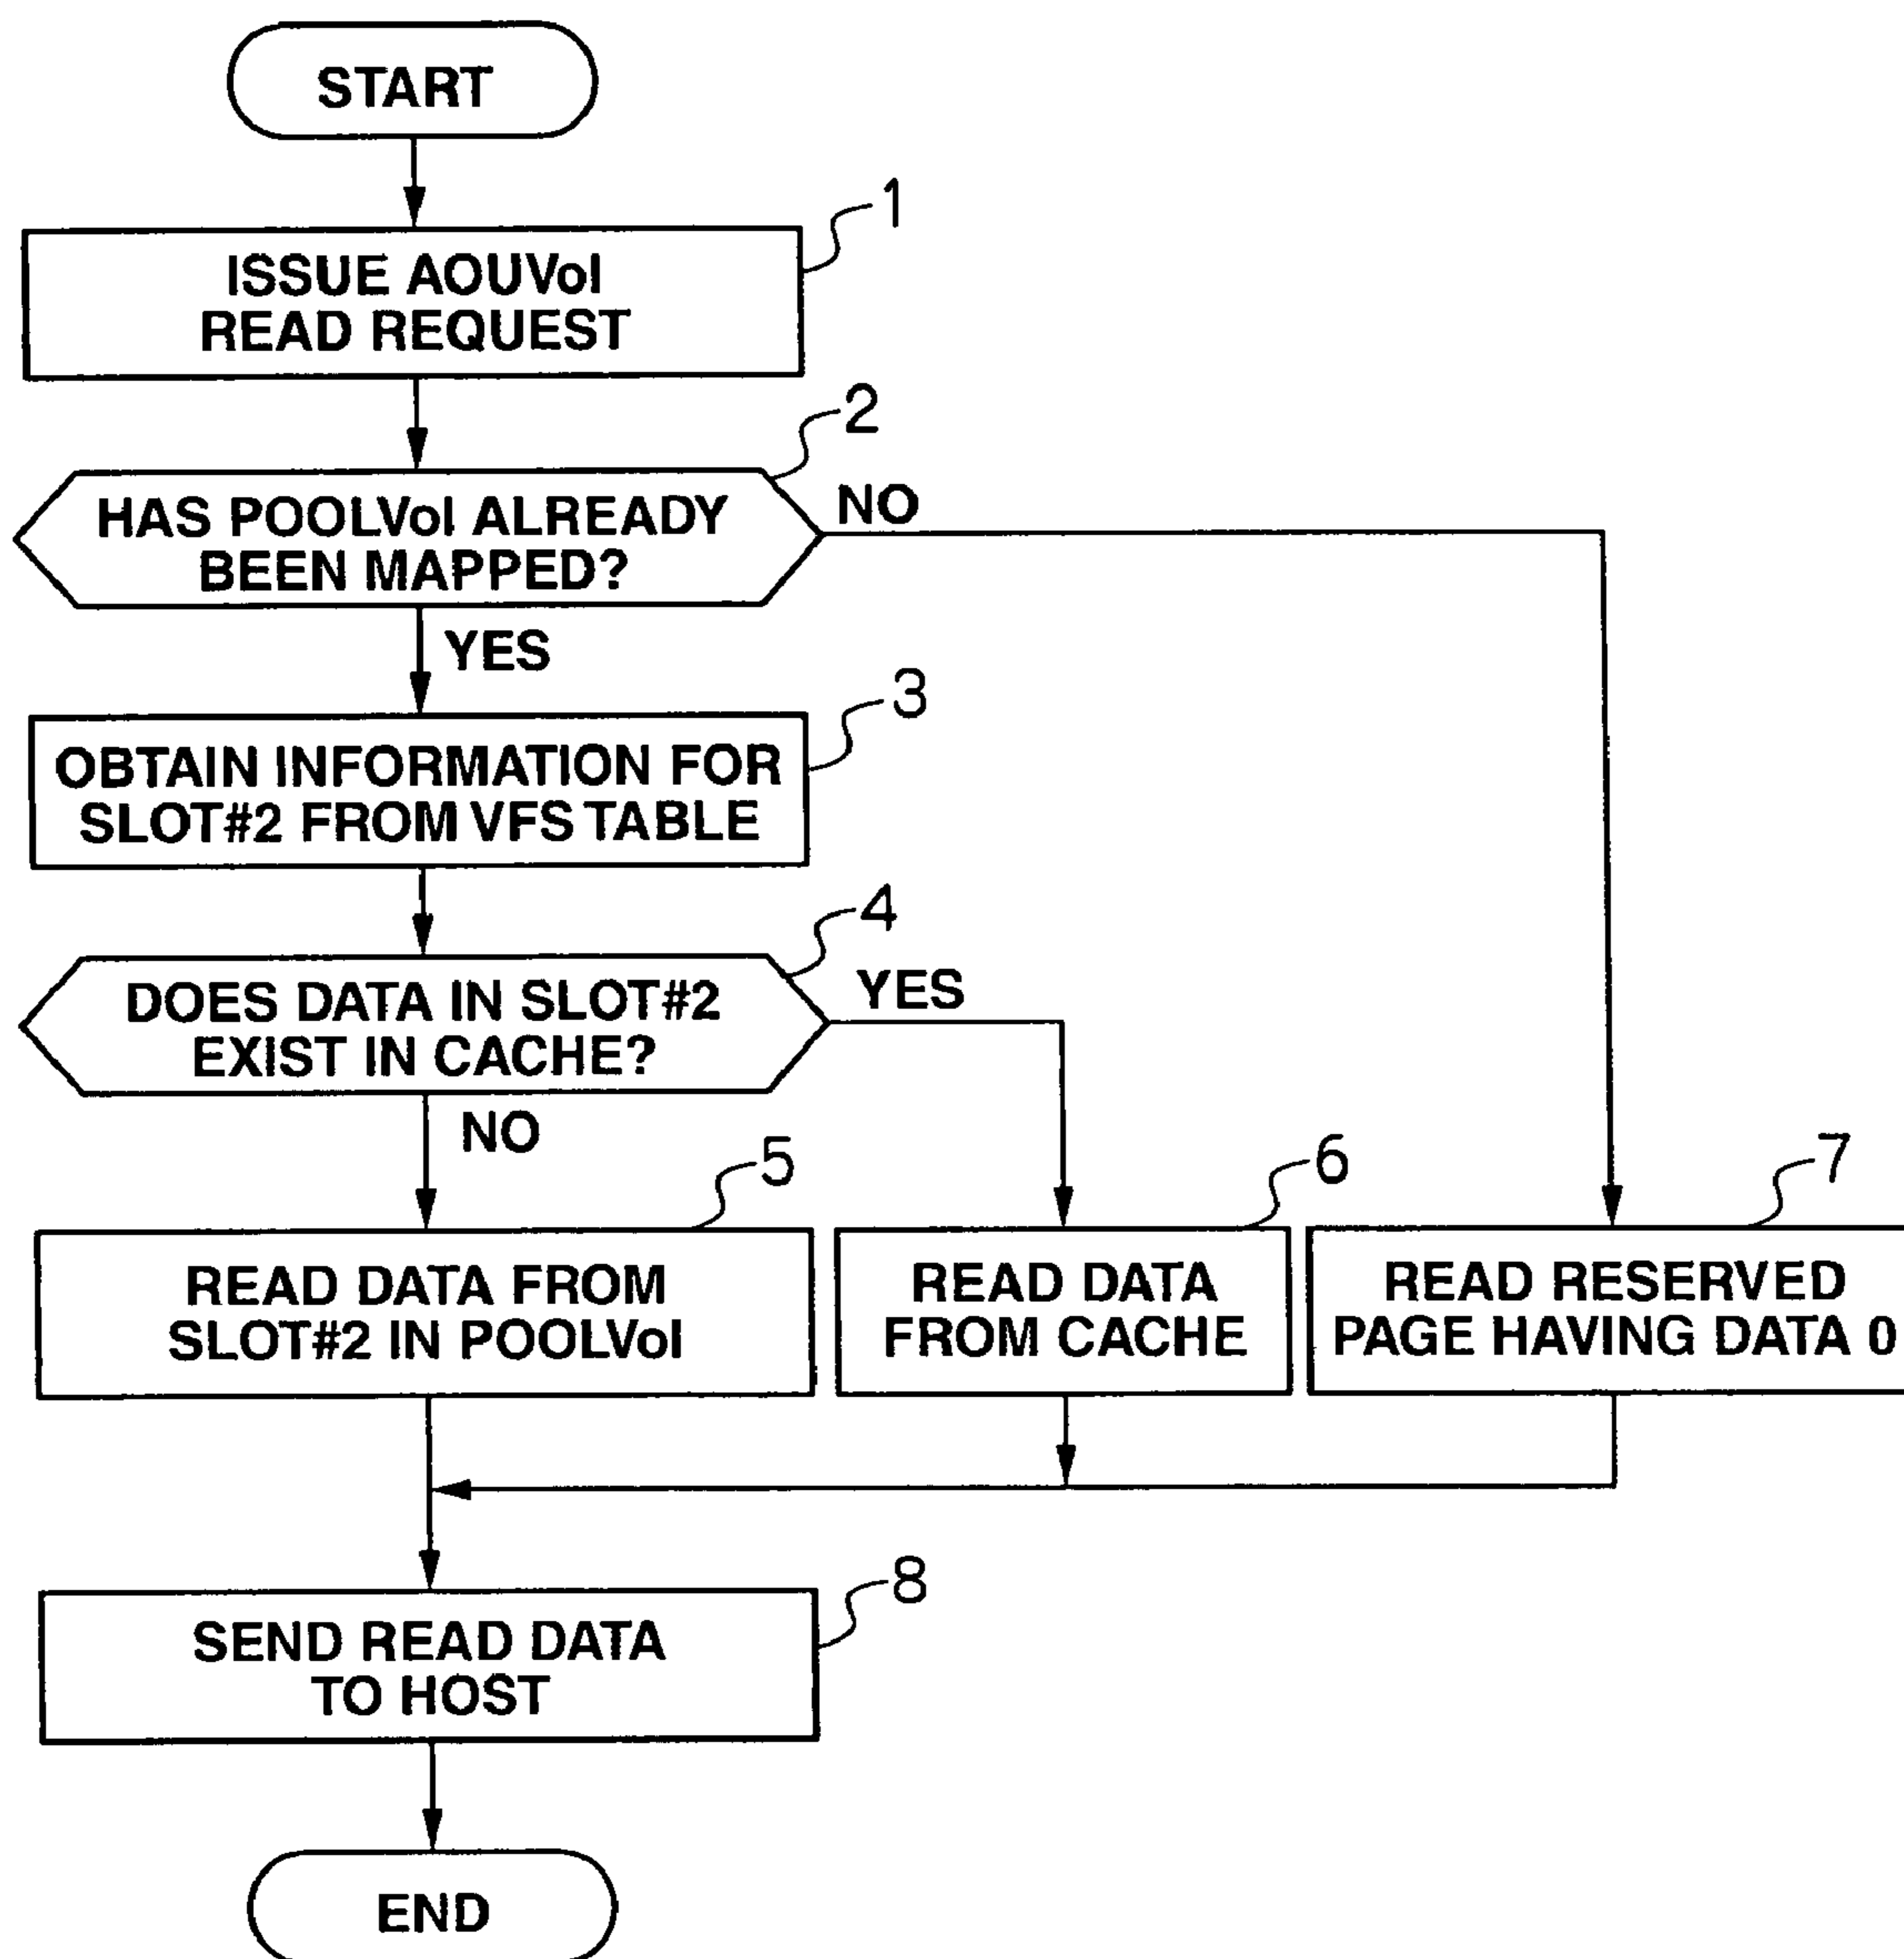 START
1
ISSUE AOUVol
READ REQUEST
2
HAS POOLVol ALREADY
BEEN MAPPED?
NO
YES
3
OBTAIN INFORMATION FOR
SLOT#2 FROM VFS TABLE
4
DOES DATA IN SLOT#2
EXIST IN CACHE?
YES
NO
5
READ DATA FROM
SLOT#2 IN POOLVol
6
READ DATA
FROM CACHE
7
READ RESERVED
PAGE HAVING DATA 0
8
SEND READ DATA
TO HOST
END